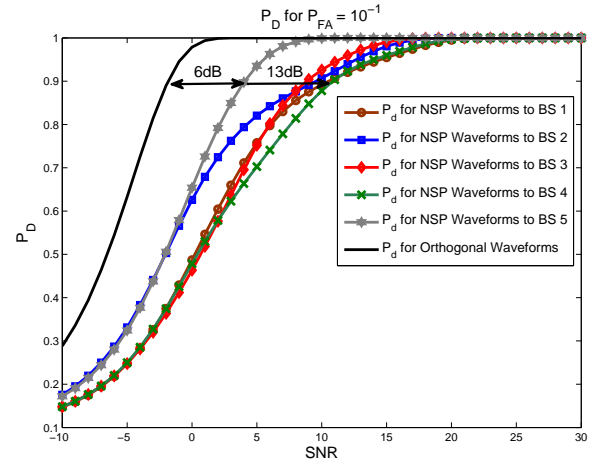 P_D for P_FA = 10^-1
1
0.9
0.8
0.7
0.6
0.5
0.4
0.3
0.2
0.1
P_D
6dB
13dB
P_d for NSP Waveforms to BS 1
P_d for NSP Waveforms to BS 2
P_d for NSP Waveforms to BS 3
P_d for NSP Waveforms to BS 4
P_d for NSP Waveforms to BS 5
P_d for Orthogonal Waveforms
−10 −5 0 5 10 15 20 25 30
SNR